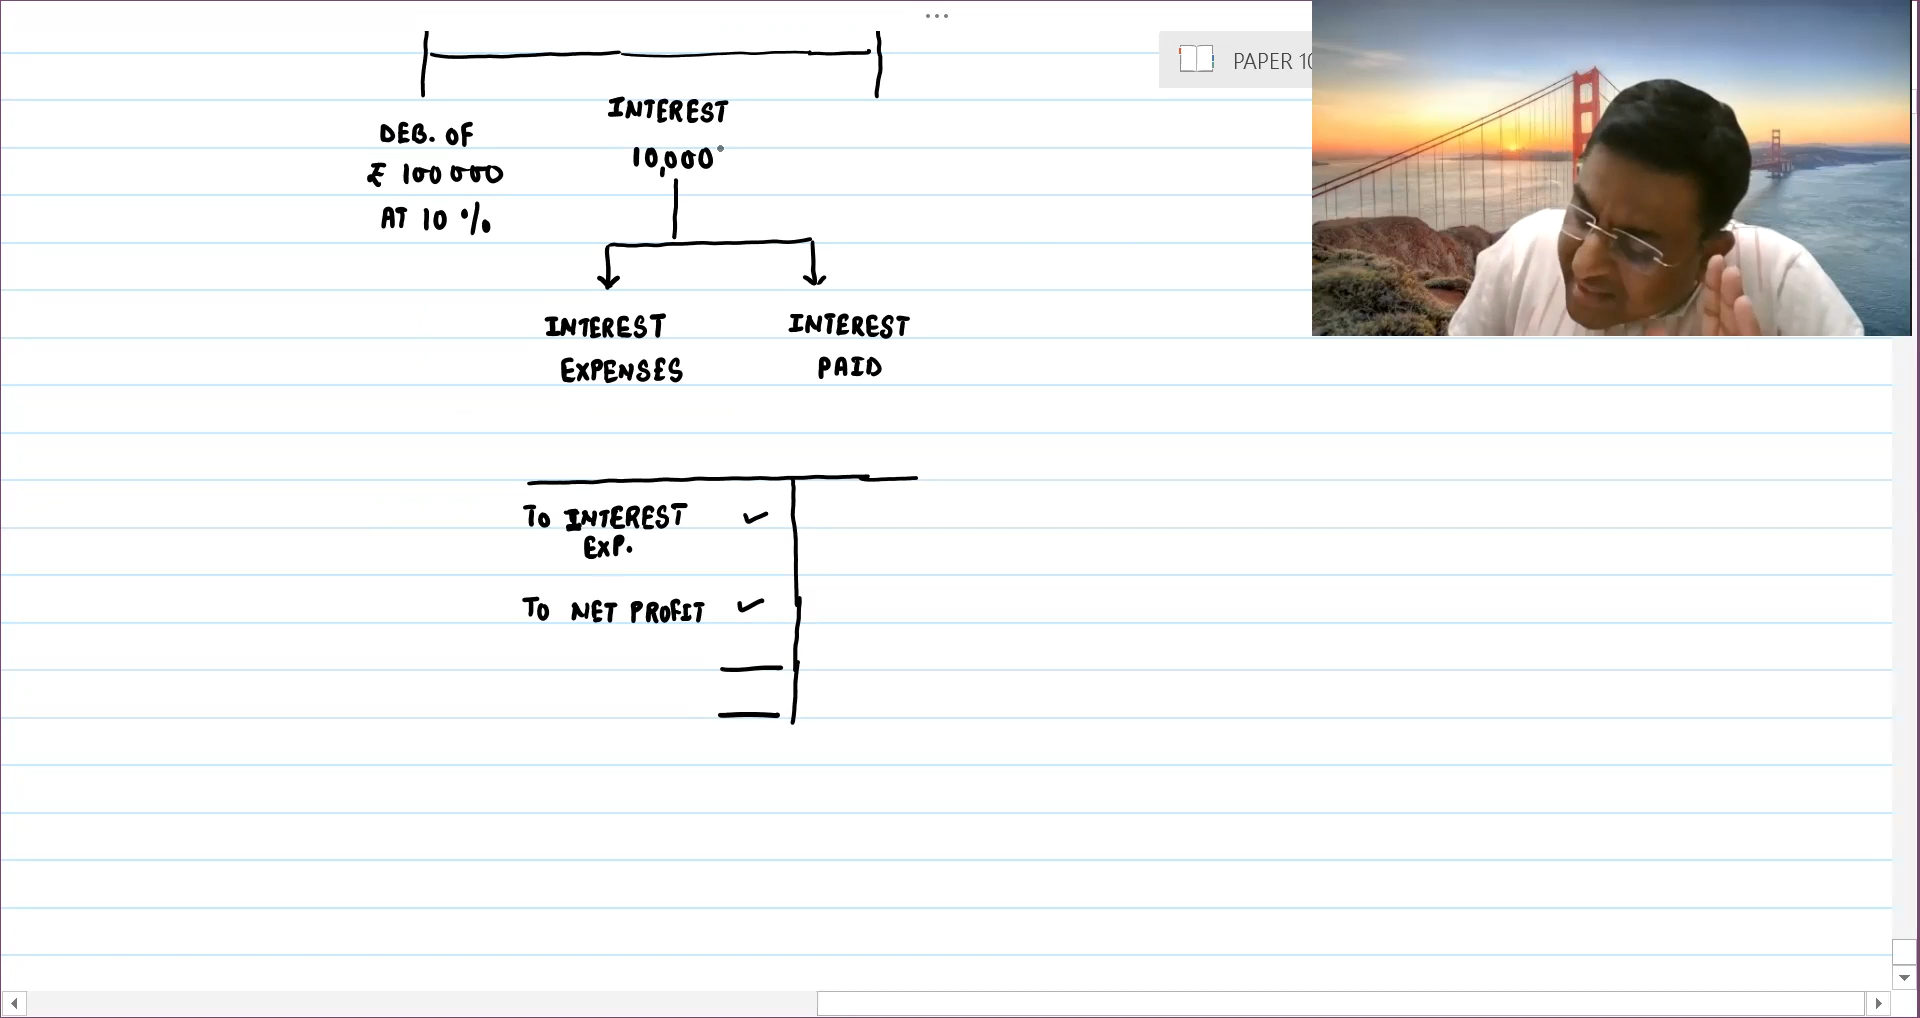 PAPER 10
INTEREST
10,000
DEB. OF
₹ 100000
AT 10 %
INTEREST
EXPENSES
INTEREST
PAID
TO INTEREST ✓
EXP.
TO NET PROFIT ✓